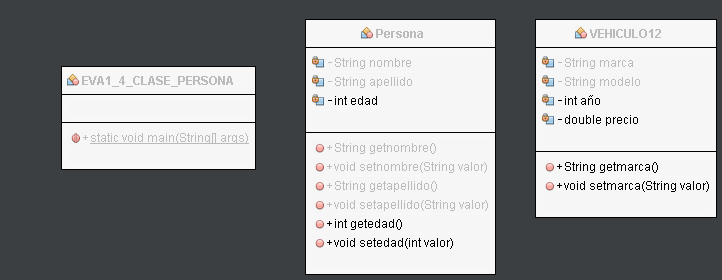 EVA1_4_CLASE_PERSONA
+ static void main(String[] args)
Persona
- String nombre
- String apellido
- int edad
+ String getnombre()
+ void setnombre(String valor)
+ String getapellido()
+ void setapellido(String valor)
+ int getedad()
+ void setedad(int valor)
VEHICULO12
- String marca
- String modelo
- int año
- double precio
+ String getmarca()
+ void setmarca(String valor)